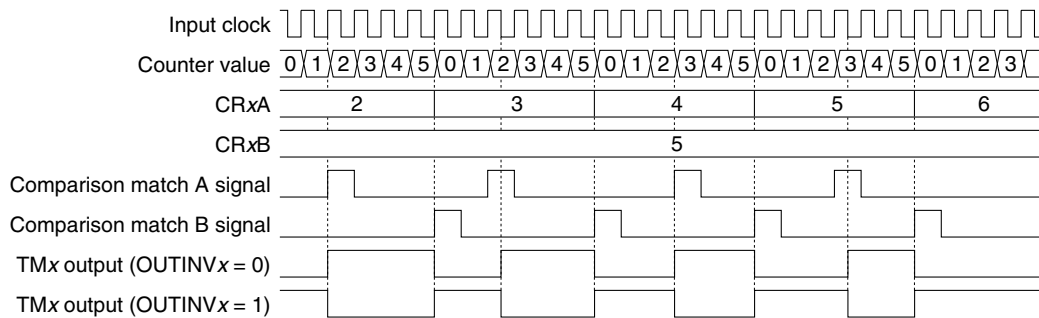 Input clock
Counter value 0 1 2 3 4 5 0 1 2 3 4 5 0 1 2 3 4 5 0 1 2 3 4 5 0 1 2 3
CRxA 2 3 4 5 6
CRxB 5
Comparison match A signal
Comparison match B signal
TMx output (OUTINVx = 0)
TMx output (OUTINVx = 1)